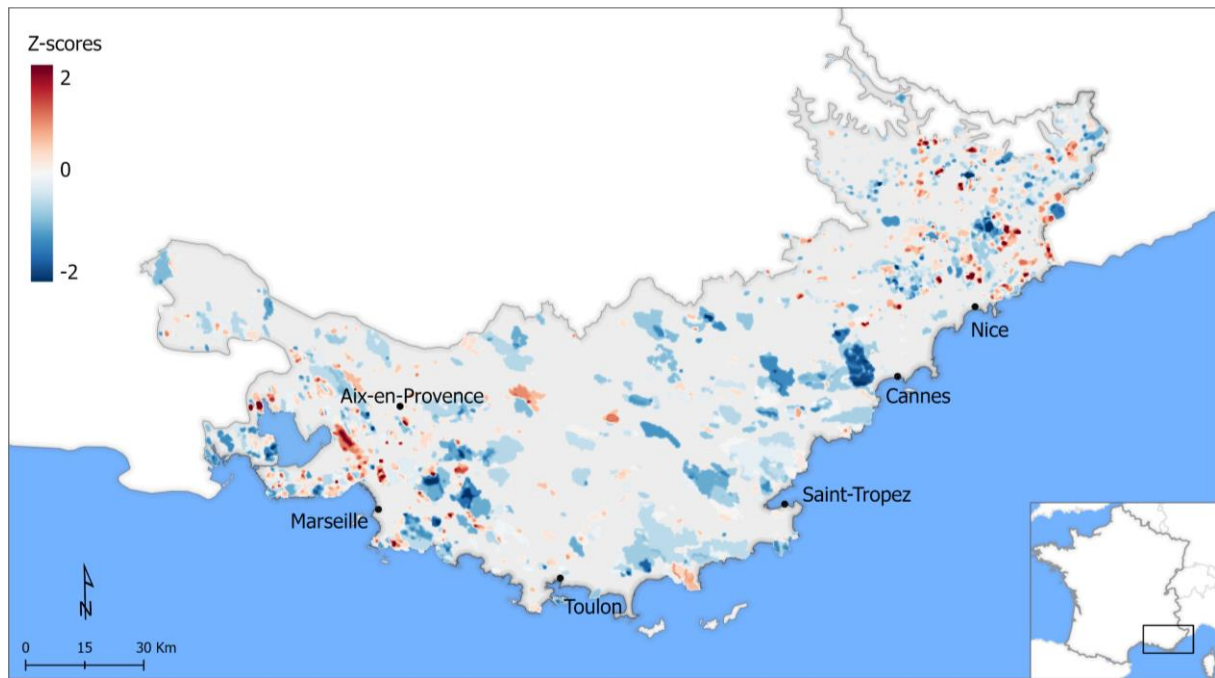 Z-scores
2
0
-2
Nice
Cannes
Aix-en-Provence
Saint-Tropez
Marseille
Toulon
N
0 15 30 Km